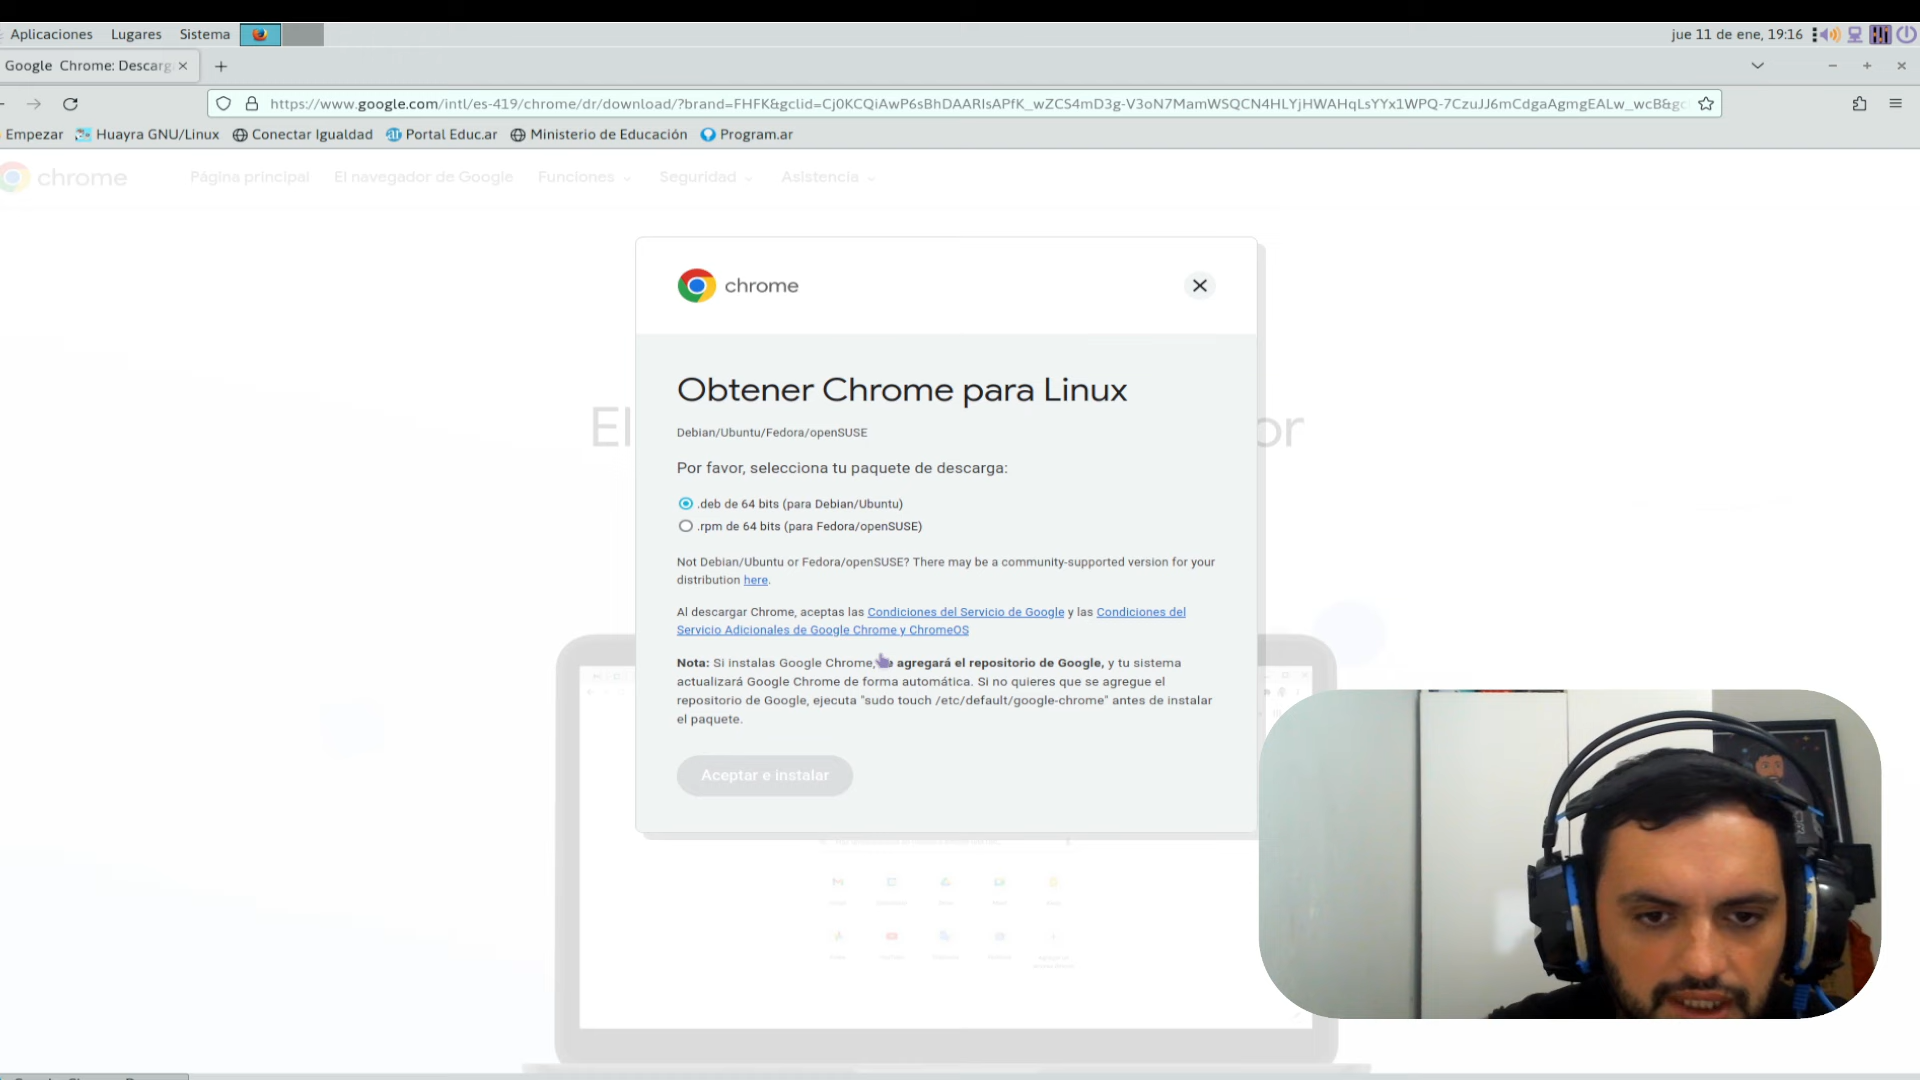 Aplicaciones Lugares Sistema
jue 11 de ene, 19:16
Google Chrome: Descarg
https://www.google.com/intl/es-419/chrome/dr/download/?brand=FHFK&gclid=Cj0KCQiAwP6sBhDAARIsAPfK_wZCS4mD3g-V3oN7MamWSQCN4HLYjHWAHqLsYYx1WPQ-7CzuJJ6mCdgaAgmgEALw_wcB&gc
Empezar Huayra GNU/Linux Conectar Igualdad Portal Educ.ar Ministerio de Educación Program.ar
chrome Página principal El navegador de Google Funciones Seguridad Asistencia
chrome
Obtener Chrome para Linux
El
or
Debian/Ubuntu/Fedora/openSUSE
Por favor, selecciona tu paquete de descarga:
.deb de 64 bits (para Debian/Ubuntu)
.rpm de 64 bits (para Fedora/openSUSE)
Not Debian/Ubuntu or Fedora/openSUSE? There may be a community-supported version for your
distribution here.
Al descargar Chrome, aceptas las Condiciones del Servicio de Google y las Condiciones del
Servicio Adicionales de Google Chrome y ChromeOS
Nota: Si instalas Google Chrome, agregará el repositorio de Google, y tu sistema
actualizará Google Chrome de forma automática. Si no quieres que se agregue el
repositorio de Google, ejecuta "sudo touch /etc/default/google-chrome" antes de instalar
el paquete.
Aceptar e instalar